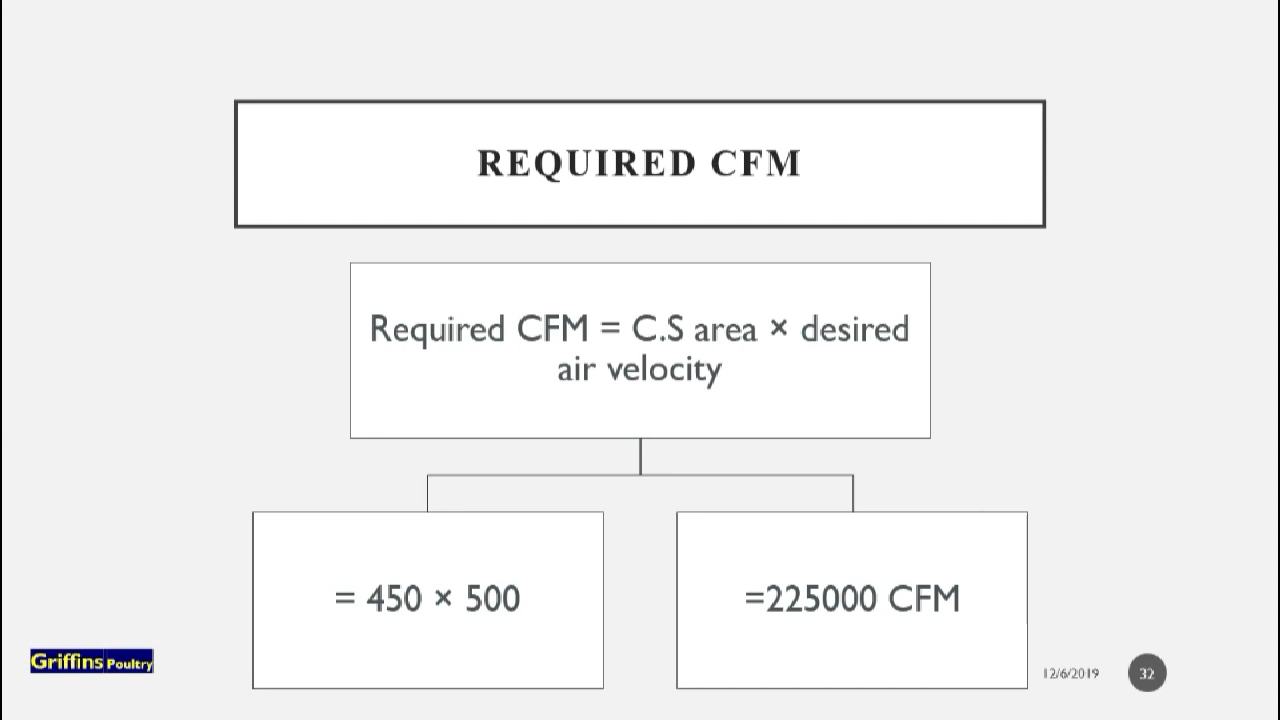 REQUIRED CFM
Required CFM = C.S area × desired
air velocity
= 450 × 500
=225000 CFM
Griffins Poultry
12/6/2019
32